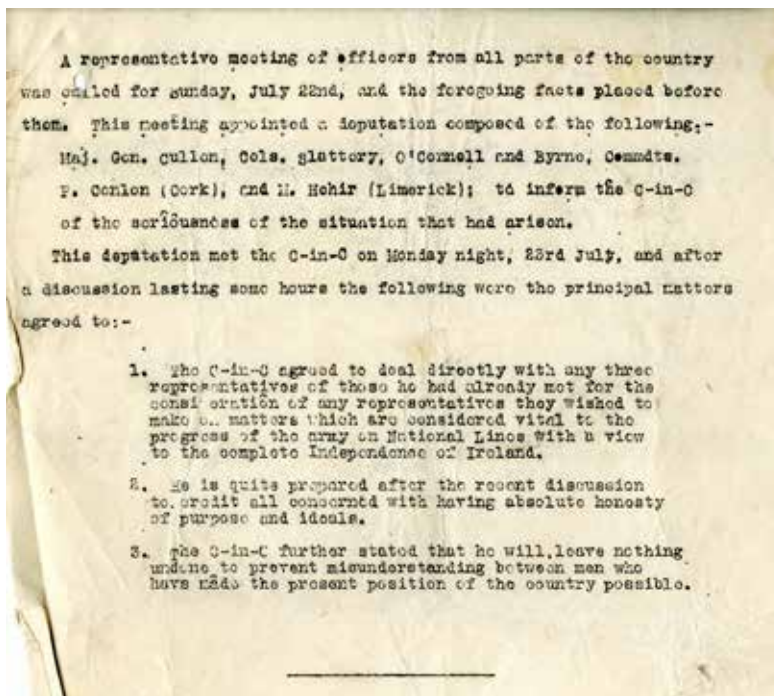 A representative meeting of officers from all parts of the country
was called for Sunday, July 22nd, and the foregoing facts placed before
them. This meeting appointed a deputation composed of the following:-
Maj. Gen. Cullen, Cols. Slattery, O'Connell and Byrne, Commdts.
P. Conlon (Cork), and M. Hehir (Limerick); to inform the C-in-C
of the seriousness of the situation that had arisen.
This deputation met the C-in-C on Monday night, 23rd July, and after
a discussion lasting some hours the following were the principal matters
agreed to:-
1. The C-in-C agreed to deal directly with any three
representatives of those he had already met for the
consideration of any representatives they wished to
make on matters which are considered vital to the
progress of the army on National Lines with a view
to the complete Independence of Ireland.
2. He is quite prepared after the recent discussion
to credit all concerned with having absolute honesty
of purpose and ideals.
3. The C-in-C further stated that he will leave nothing
undone to prevent misunderstanding between men who
have made the present position of the country possible.